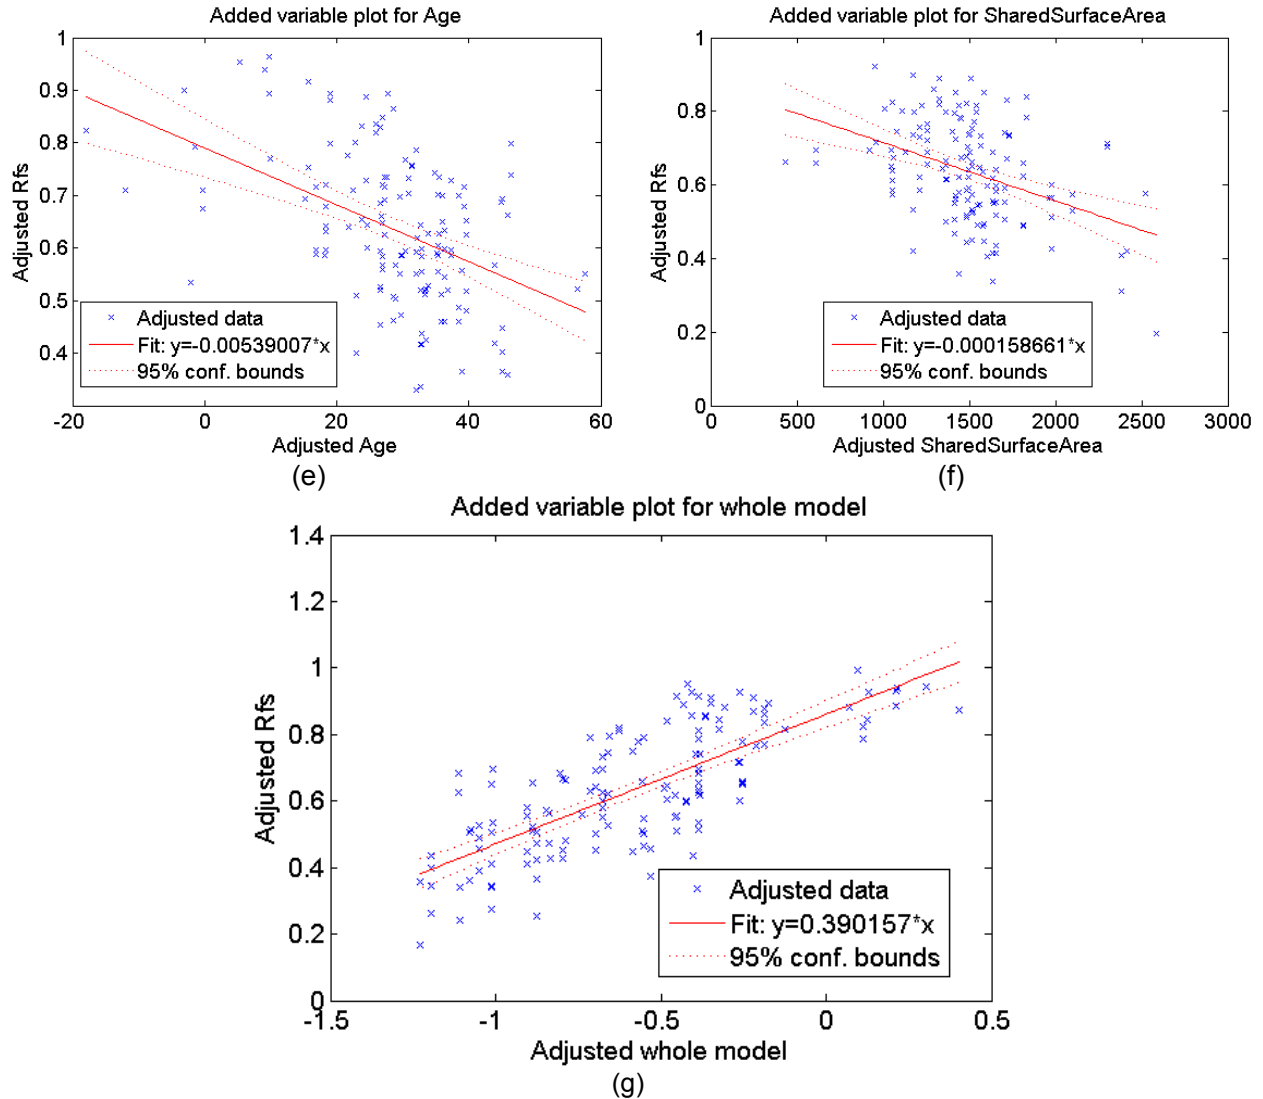 Added variable plot for Age
1
0.9
0.8
0.7
0.6
0.5
0.4
Adjusted Rfs
Adjusted data
Fit: y=-0.00539007*x
95% conf. bounds
-20 0 20 40 60
Adjusted Age
(e)
Added variable plot for SharedSurfaceArea
1
0.8
0.6
0.4
0.2
0
Adjusted Rfs
Adjusted data
Fit: y=-0.000158661*x
95% conf. bounds
0 500 1000 1500 2000 2500 3000
Adjusted SharedSurfaceArea
(f)
Added variable plot for whole model
1.4
1.2
1
0.8
0.6
0.4
0.2
0
Adjusted Rfs
Adjusted data
Fit: y=0.390157*x
95% conf. bounds
-1.5 -1 -0.5 0 0.5
Adjusted whole model
(g)